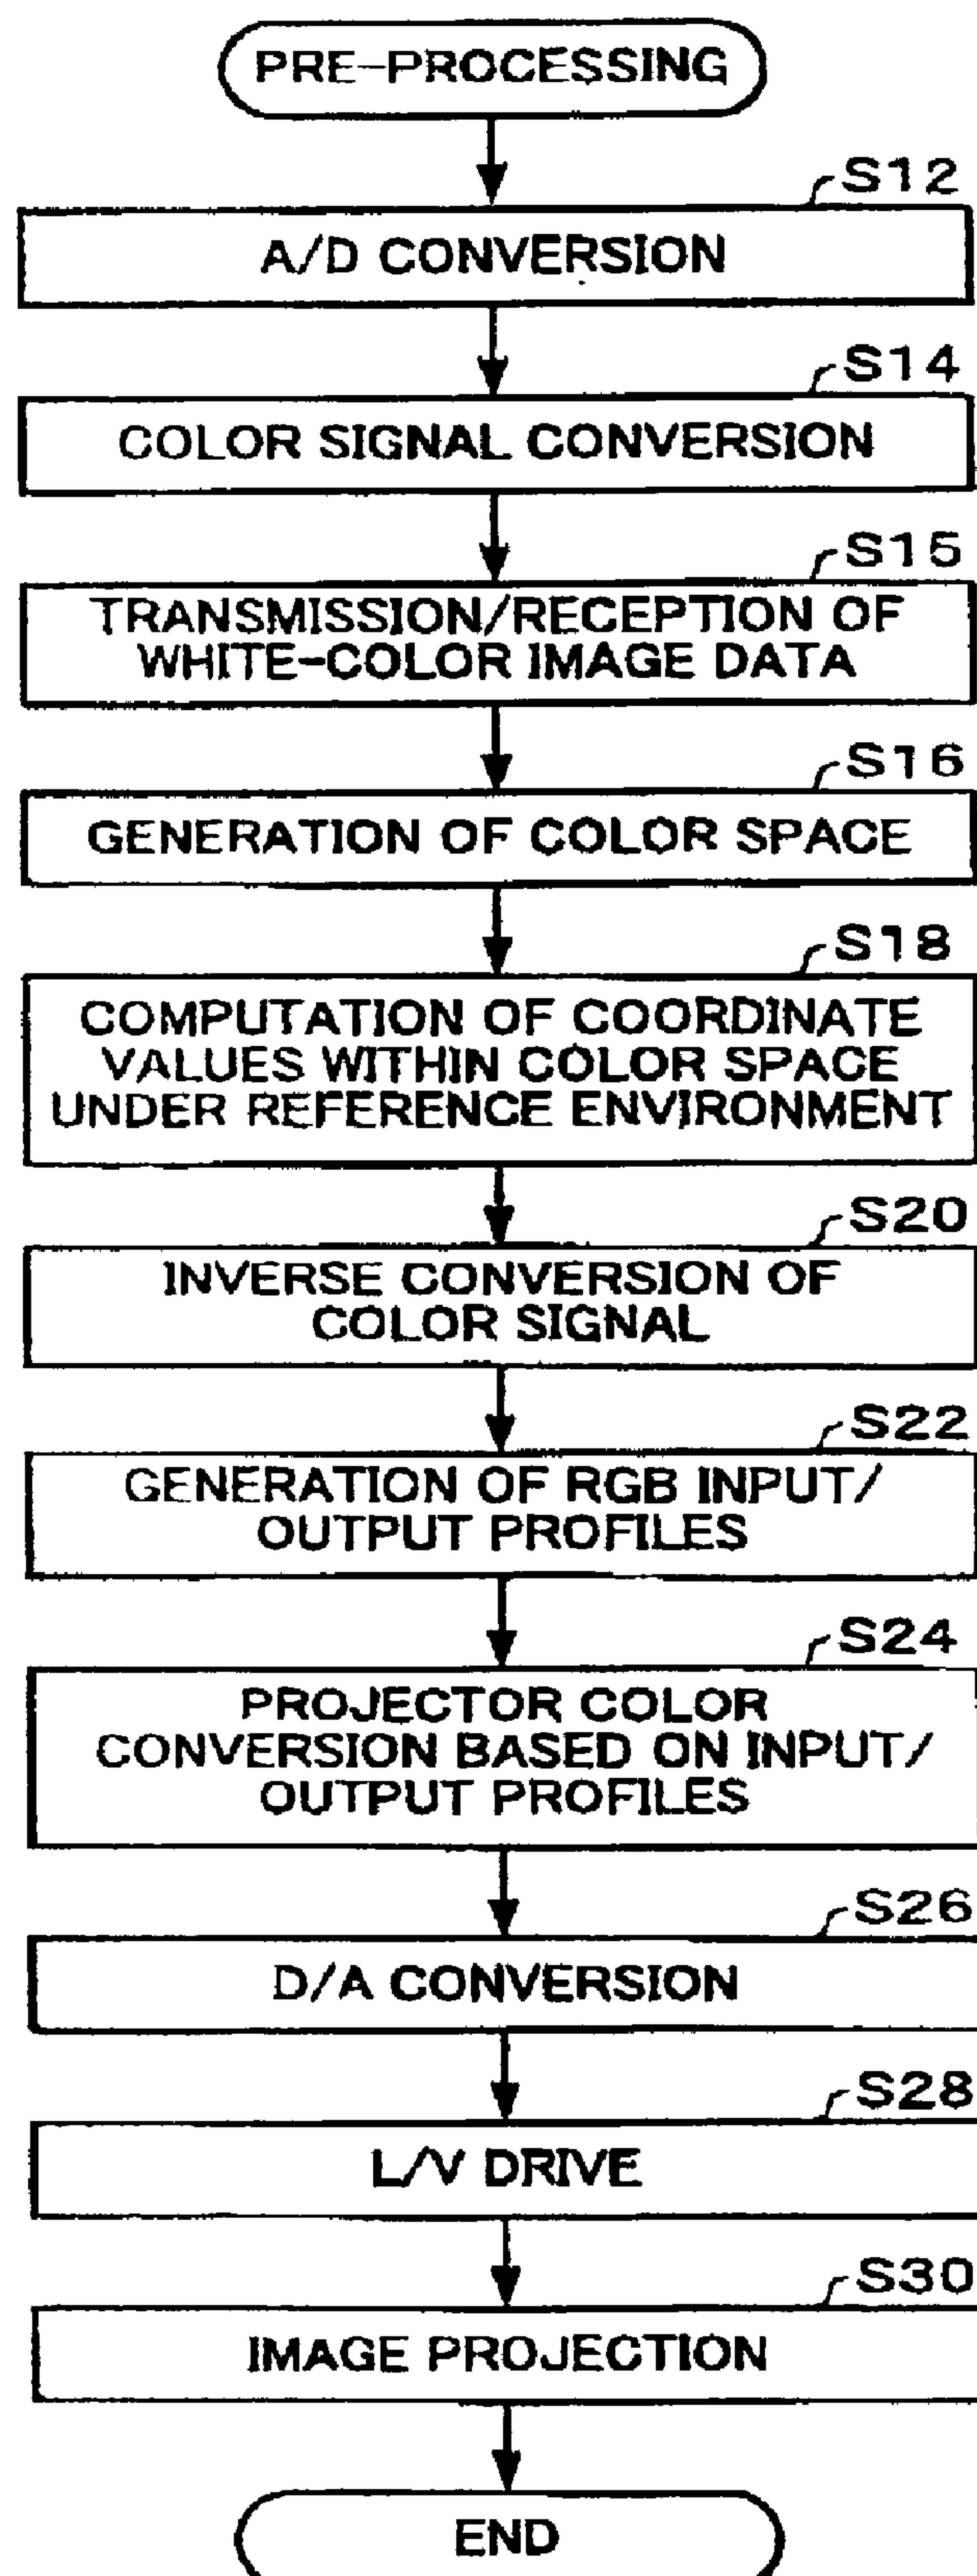 PRE-PROCESSING
S12
A/D CONVERSION
S14
COLOR SIGNAL CONVERSION
S15
TRANSMISSION/RECEPTION OF
WHITE-COLOR IMAGE DATA
S16
GENERATION OF COLOR SPACE
S18
COMPUTATION OF COORDINATE
VALUES WITHIN COLOR SPACE
UNDER REFERENCE ENVIRONMENT
S20
INVERSE CONVERSION OF
COLOR SIGNAL
S22
GENERATION OF RGB INPUT/
OUTPUT PROFILES
S24
PROJECTOR COLOR
CONVERSION BASED ON INPUT/
OUTPUT PROFILES
S26
D/A CONVERSION
S28
L/V DRIVE
S30
IMAGE PROJECTION
END